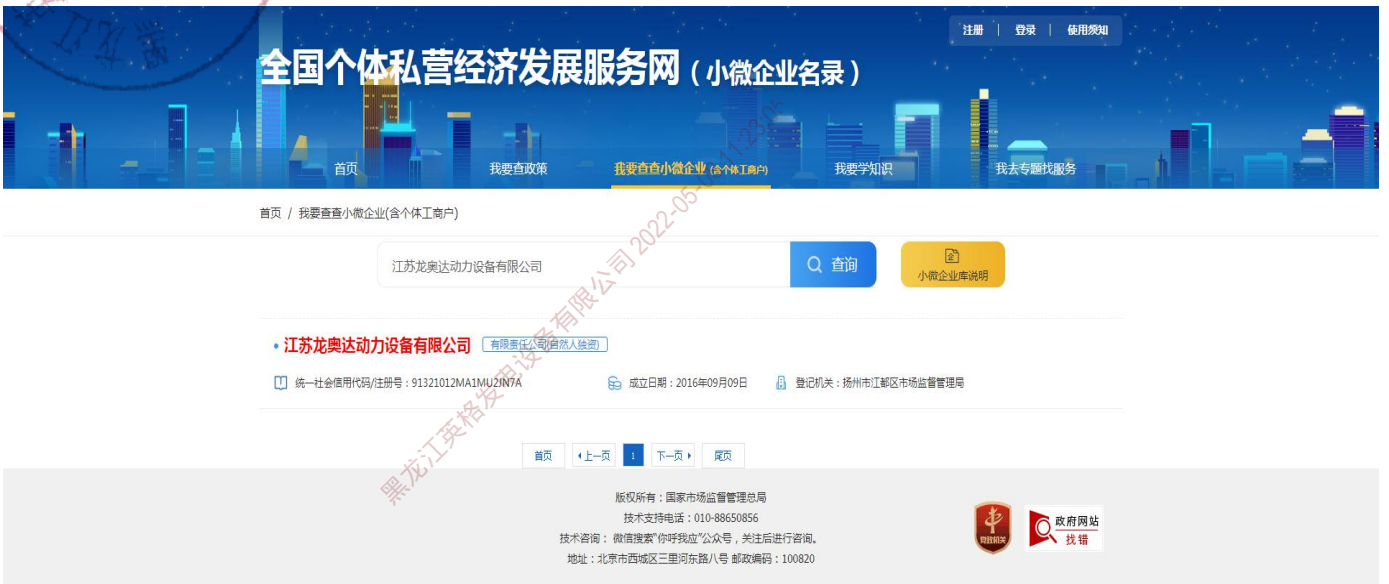 注册 | 登录 | 使用须知
全国个体私营经济发展服务网(小微企业名录)
首页 我要查政策 我要查查小微企业(含个体工商户) 我要学知识 我去专题找服务
首页 / 我要查查小微企业(含个体工商户)
江苏龙奥达动力设备有限公司 查询 小微企业库说明
江苏龙奥达动力设备有限公司 有限责任公司(自然人独资)
统一社会信用代码/注册号:91321012MA1MU2JN7A 成立日期:2016年09月09日 登记机关:扬州市江都区市场监督管理局
首页 上一页 1 下一页 尾页
版权所有:国家市场监督管理总局
技术支持电话:010-88650856
技术咨询: 微信搜索"你呼我应"公众号,关注后进行咨询。
地址:北京市西城区三里河东路八号 邮政编码:100820
党政机关
政府网站
找错
黑龙江英格发电设备有限公司 2022-05-
11:23:04